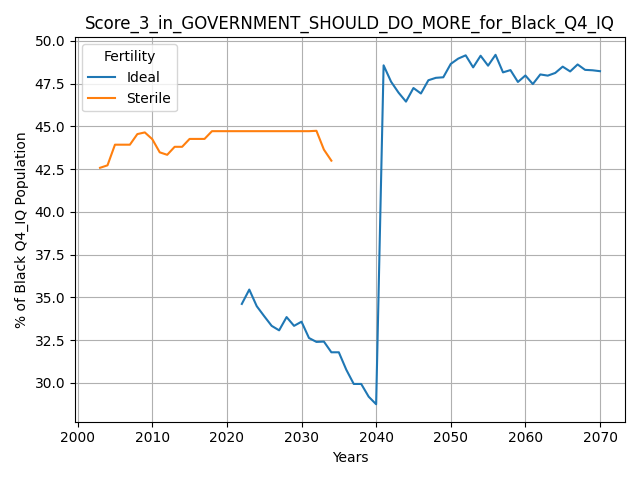 Score_3_in_GOVERNMENT_SHOULD_DO_MORE_for_Black_Q4_IQ
Fertility
Ideal
Sterile
% of Black Q4_IQ Population
50.0
47.5
45.0
42.5
40.0
37.5
35.0
32.5
30.0
2000 2010 2020 2030 2040 2050 2060 2070
Years